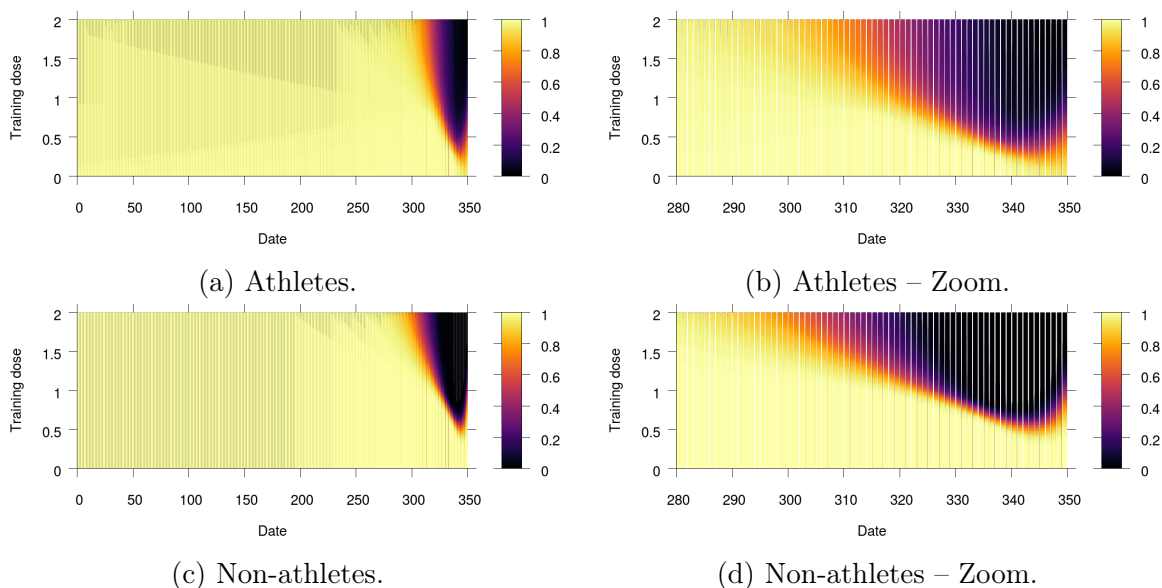 Training dose
2
1.5
1
0.5
0
0 50 100 150 200 250 300 350
Date
1
0.8
0.6
0.4
0.2
0
(a) Athletes.
Training dose
2
1.5
1
0.5
0
280 290 300 310 320 330 340 350
Date
1
0.8
0.6
0.4
0.2
0
(b) Athletes – Zoom.
Training dose
2
1.5
1
0.5
0
0 50 100 150 200 250 300 350
Date
1
0.8
0.6
0.4
0.2
0
(c) Non-athletes.
Training dose
2
1.5
1
0.5
0
280 290 300 310 320 330 340 350
Date
1
0.8
0.6
0.4
0.2
0
(d) Non-athletes – Zoom.